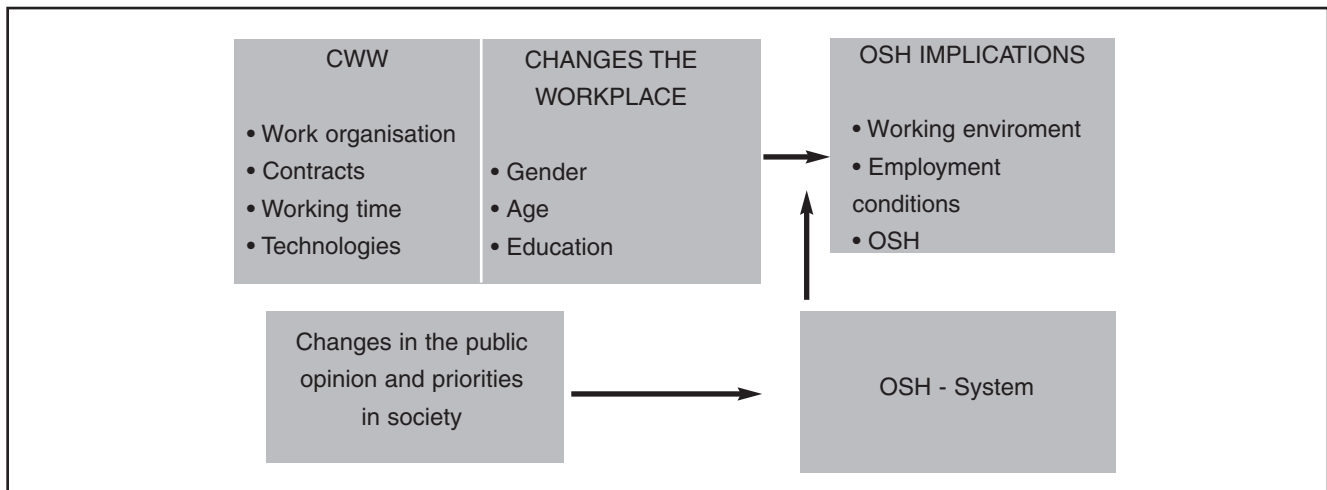 CWW
• Work organisation
• Contracts
• Working time
• Technologies
CHANGES THE
WORKPLACE
• Gender
• Age
• Education
OSH IMPLICATIONS
• Working enviroment
• Employment
conditions
• OSH
Changes in the public
opinion and priorities
in society
OSH - System